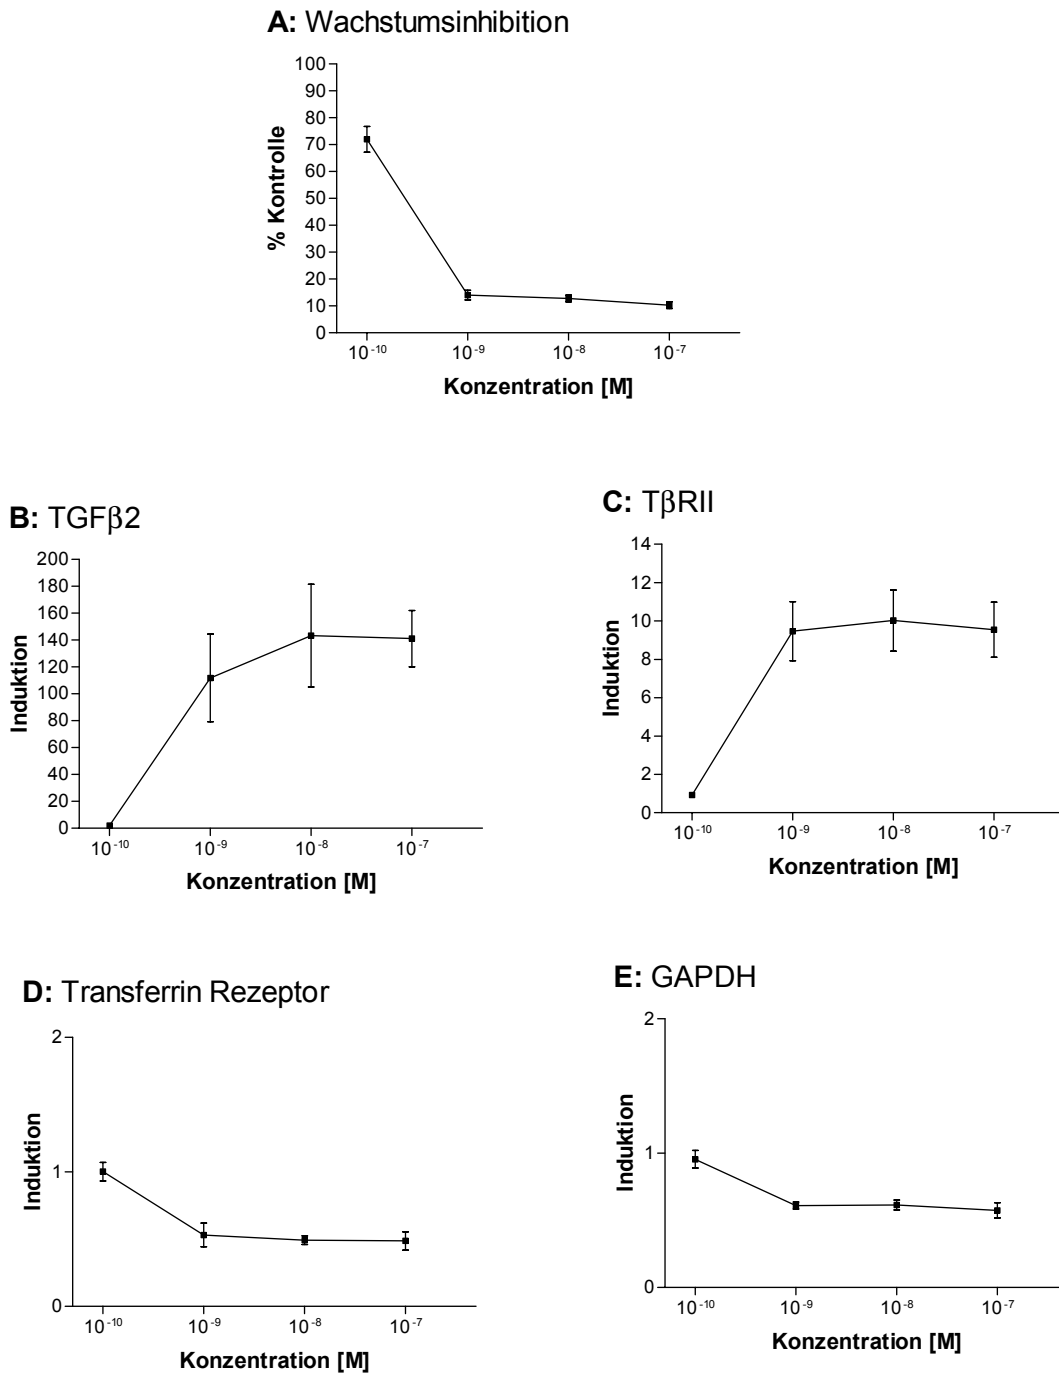 A: Wachstumsinhibition
100
90
80
70
60
50
40
30
20
10
0
% Kontrolle
10⁻¹⁰ 10⁻⁹ 10⁻⁸ 10⁻⁷
Konzentration [M]
B: TGFβ2
200
180
160
140
120
100
80
60
40
20
0
Induktion
10⁻¹⁰ 10⁻⁹ 10⁻⁸ 10⁻⁷
Konzentration [M]
C: TβRII
14
12
10
8
6
4
2
0
Induktion
10⁻¹⁰ 10⁻⁹ 10⁻⁸ 10⁻⁷
Konzentration [M]
D: Transferrin Rezeptor
2
1
0
Induktion
10⁻¹⁰ 10⁻⁹ 10⁻⁸ 10⁻⁷
Konzentration [M]
E: GAPDH
2
1
0
Induktion
10⁻¹⁰ 10⁻⁹ 10⁻⁸ 10⁻⁷
Konzentration [M]